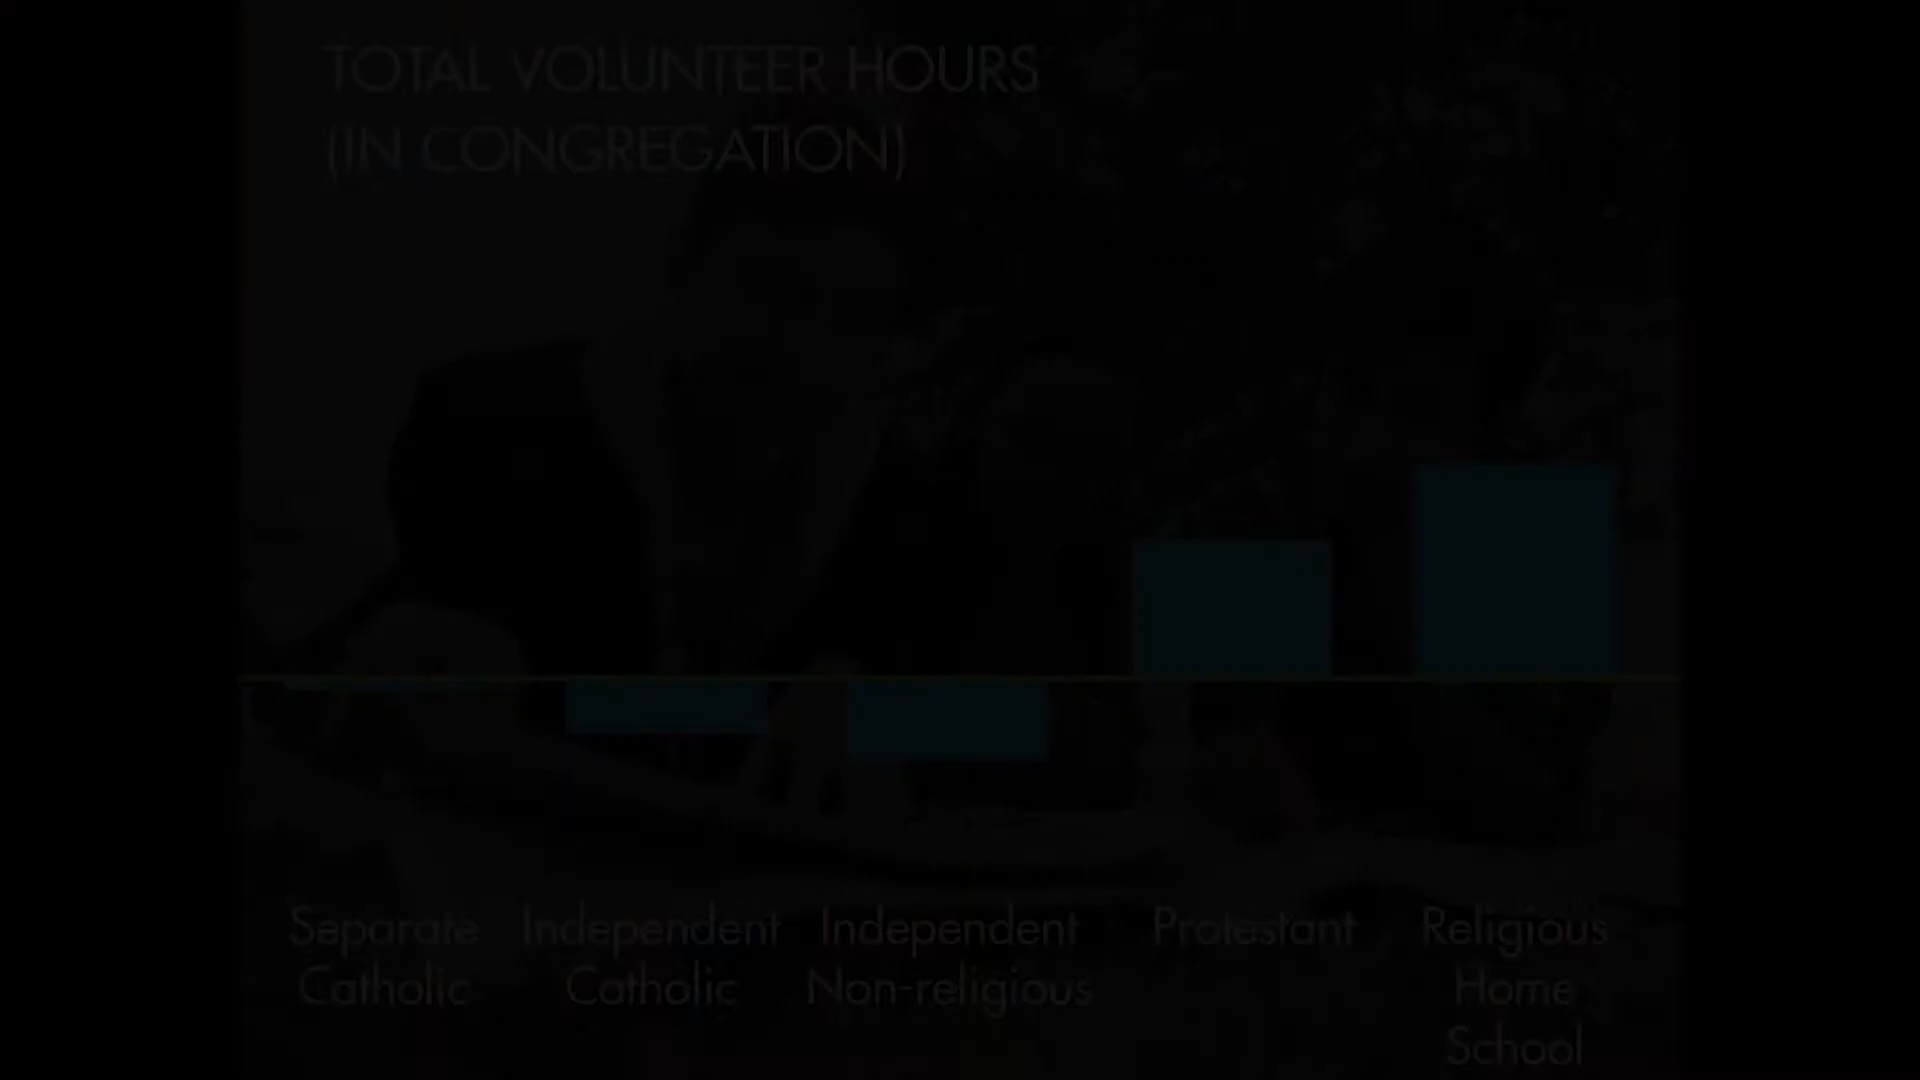 TOTAL VOLUNTEER HOURS
(IN CONGREGATION)
Separate Independent Independent Protestant Religious
Catholic Catholic Non-religious Home
School